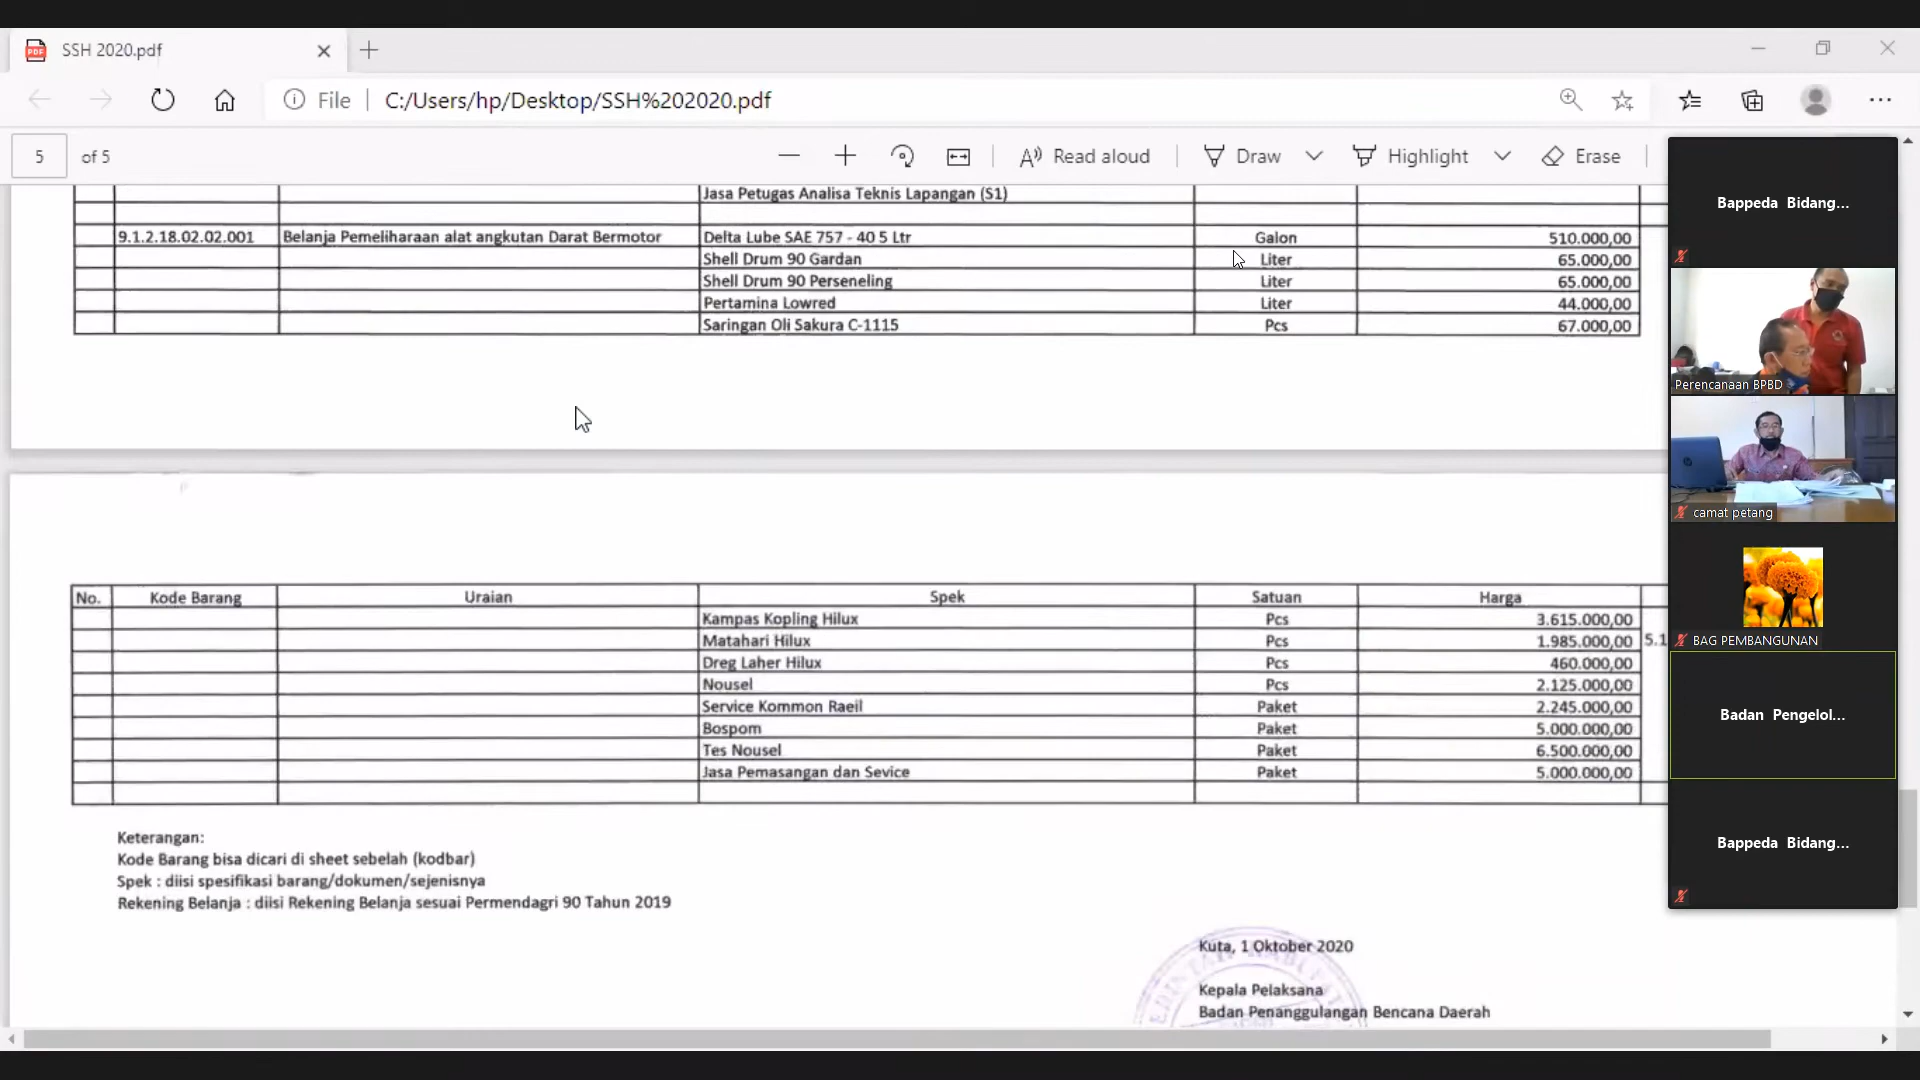 SSH 2020.pdf
File C:/Users/hp/Desktop/SSH%202020.pdf
5 of 5 Read aloud Draw Highlight Erase
Jasa Petugas Analisa Teknis Lapangan (S1)
9.1.2.18.02.02.001 Belanja Pemeliharaan alat angkutan Darat Bermotor Delta Lube SAE 757 - 40 5 Ltr Galon 510.000,00
Shell Drum 90 Gardan Liter 65.000,00
Shell Drum 90 Perseneling Liter 65.000,00
Pertamina Lowred Liter 44.000,00
Saringan Oli Sakura C-1115 Pcs 67.000,00
No. Kode Barang Uraian Spek Satuan Harga
Kampas Kopling Hilux Pcs 3.615.000,00
Matahari Hilux Pcs 1.985.000,00 5.1
Dreg Laher Hilux Pcs 460.000,00
Nousel Pcs 2.125.000,00
Service Kommon Raeil Paket 2.245.000,00
Bospom Paket 5.000.000,00
Tes Nousel Paket 6.500.000,00
Jasa Pemasangan dan Sevice Paket 5.000.000,00
Keterangan:
Kode Barang bisa dicari di sheet sebelah (kodbar)
Spek : diisi spesifikasi barang/dokumen/sejenisnya
Rekening Belanja : diisi Rekening Belanja sesuai Permendagri 90 Tahun 2019
Kuta, 1 Oktober 2020
Kepala Pelaksana
Badan Penanggulangan Bencana Daerah
Bappeda Bidang...
Perencanaan BPBD
camat petang
BAG PEMBANGUNAN
Badan Pengelol...
Bappeda Bidang...